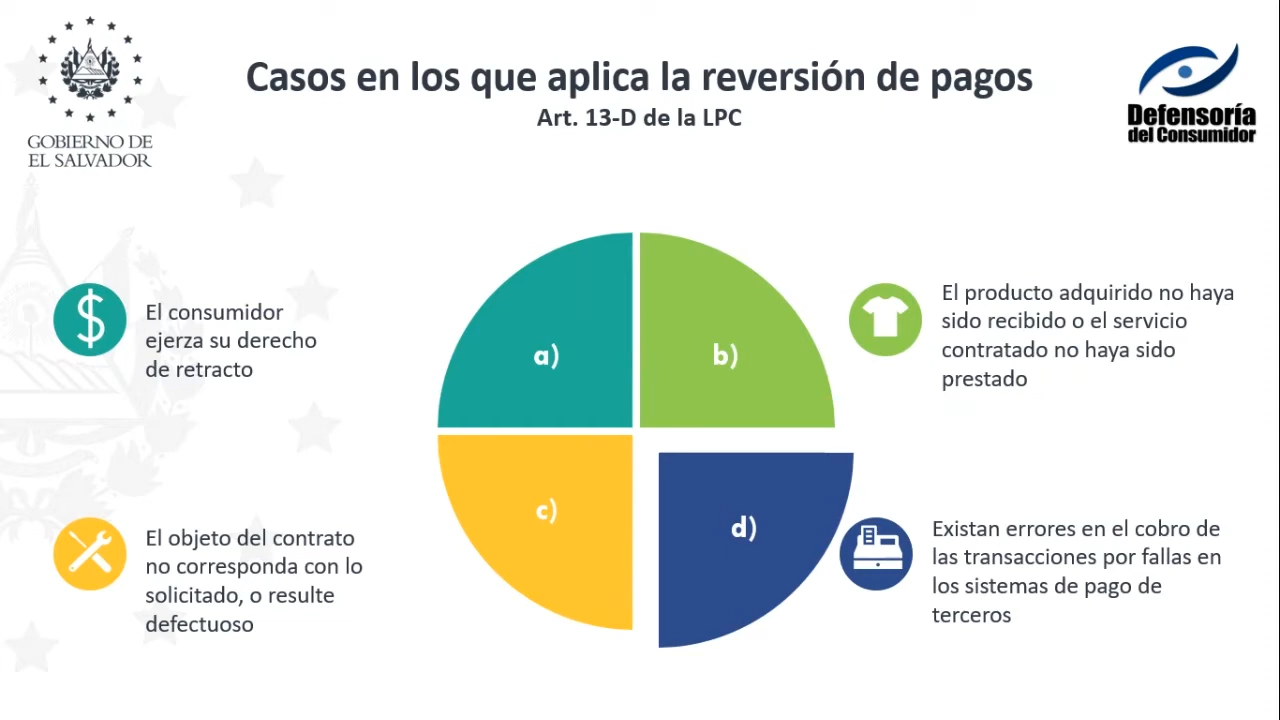 Casos en los que aplica la reversión de pagos
Art. 13-D de la LPC
GOBIERNO DE
EL SALVADOR
Defensoría
del Consumidor
$
El consumidor
ejerza su derecho
de retracto
a)
b)
El producto adquirido no haya
sido recibido o el servicio
contratado no haya sido
prestado
El objeto del contrato
no corresponda con lo
solicitado, o resulte
defectuoso
c)
d)
Existan errores en el cobro de
las transacciones por fallas en
los sistemas de pago de
terceros